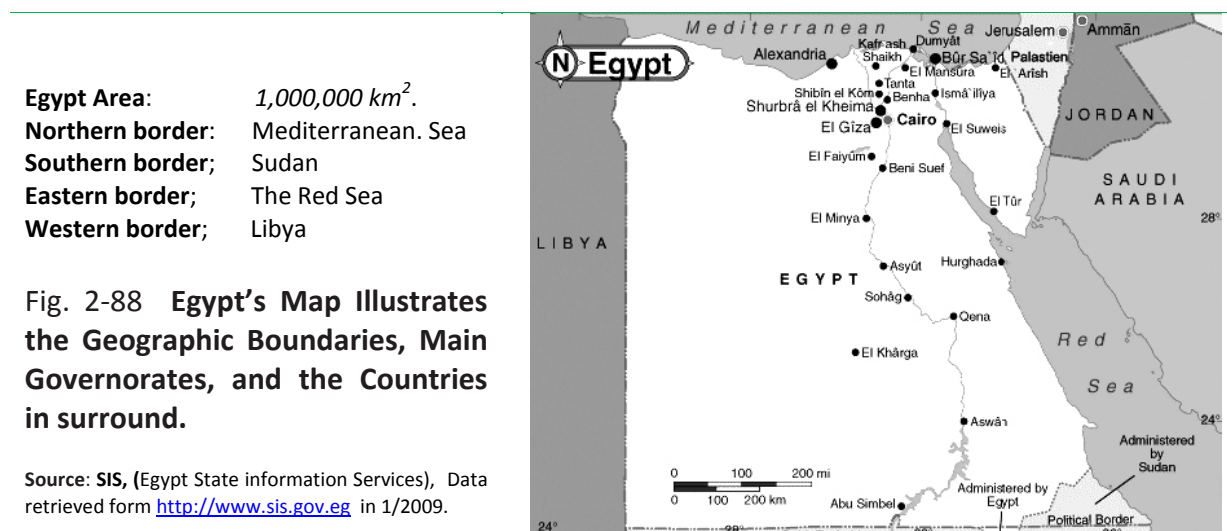 Egypt Area: 1,000,000 km².
Northern border: Mediterranean. Sea
Southern border; Sudan
Eastern border; The Red Sea
Western border; Libya
Fig. 2-88 Egypt's Map Illustrates
the Geographic Boundaries, Main
Governorates, and the Countries
in surround.
Source: SIS, (Egypt State information Services), Data
retrieved form http://www.sis.gov.eg in 1/2009.
Mediterranean Sea
N Egypt
Jerusalem
Ammān
Alexandria
Kafr ash
Shaikh
Dumyât
Bûr Sa`îd
Palastien
El Mansûra
El `Arîsh
Tanta
Shibîn el Kôm
Benha
Ismâ`ilîya
Shurbrâ el Kheima
El Gîza
Cairo
El Suweis
JORDAN
El Faiyûm
Beni Suef
SAUDI
ARABIA
El Tûr
El Minya
28°
LIBYA
Asyût
Hurghada
EGYPT
Sohâg
Qena
Red
Sea
El Khârga
Aswân
24°
Administered
by
Sudan
0 100 200 mi
0 100 200 km
Abu Simbel
Administered by
Egypt
Political Border
24°